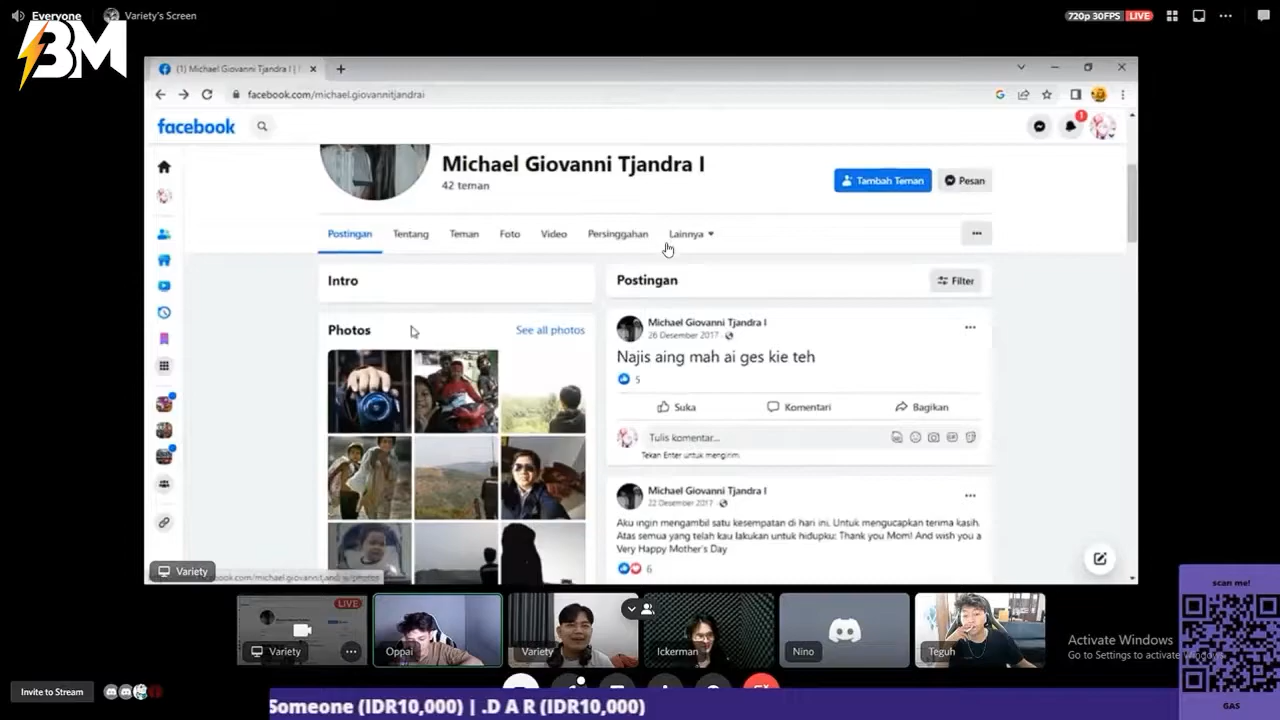 Everyone
Variety's Screen
720p 30FPS LIVE
BM
(1) Michael Giovanni Tjandra I |
facebook.com/michael.giovannitjandrai
facebook
1
Michael Giovanni Tjandra I
42 teman
Tambah Teman
Pesan
Postingan
Tentang
Teman
Foto
Video
Persinggahan
Lainnya
Intro
Postingan
Filter
Photos
See all photos
Michael Giovanni Tjandra I
26 Desember 2017
Najis aing mah ai ges kie teh
5
Suka
Komentari
Bagikan
Tulis komentar...
Tekan Enter untuk mengirim.
Michael Giovanni Tjandra I
22 Desember 2017
Aku ingin mengambil satu kesempatan di hari ini. Untuk mengucapkan terima kasih.
Atas semua yang telah kau lakukan untuk hidupku: Thank you Mom! And wish you a
Very Happy Mother's Day
6
Variety
scan me!
LIVE
Variety
Oppai
Variety
Ickerman
Nino
Teguh
Activate Windows
Go to Settings to activate
GAS
Invite to Stream
Someone (IDR10,000) | .D A R (IDR10,000)